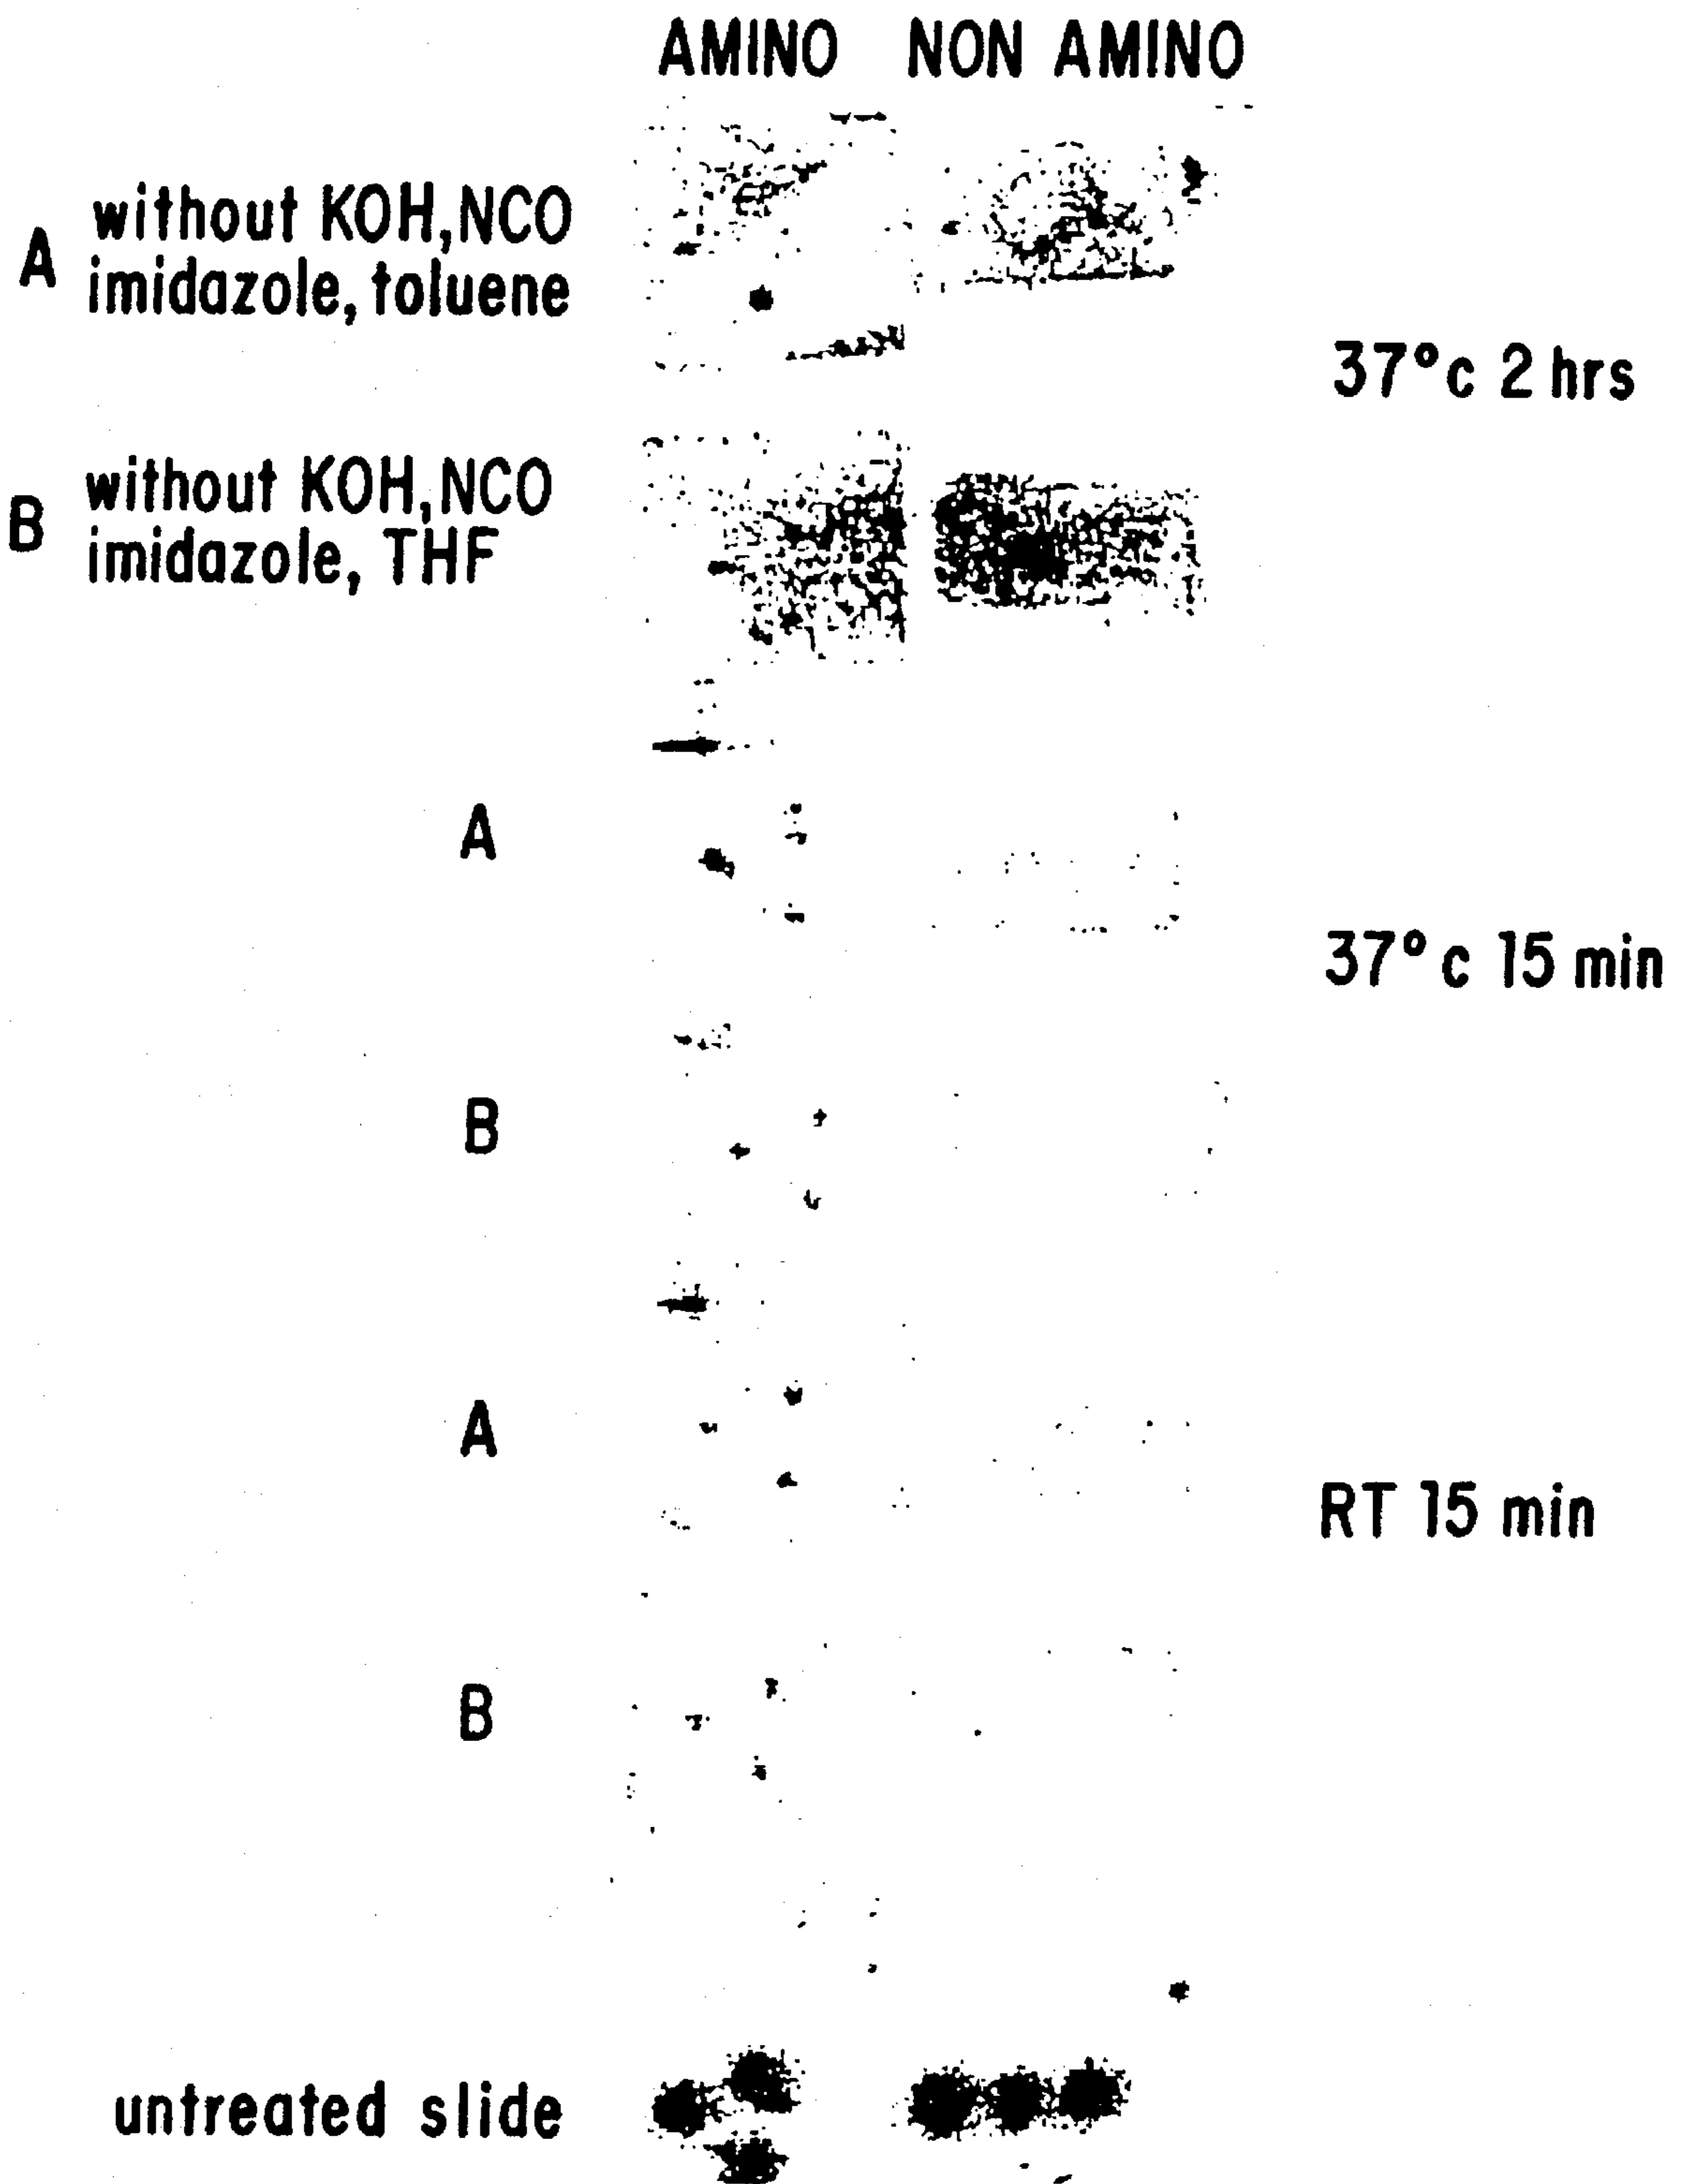 AMINO NON AMINO
A without KOH,NCO
imidazole, toluene
37°c 2 hrs
B without KOH,NCO
imidazole, THF
A
37°c 15 min
B
A
RT 15 min
B
untreated slide